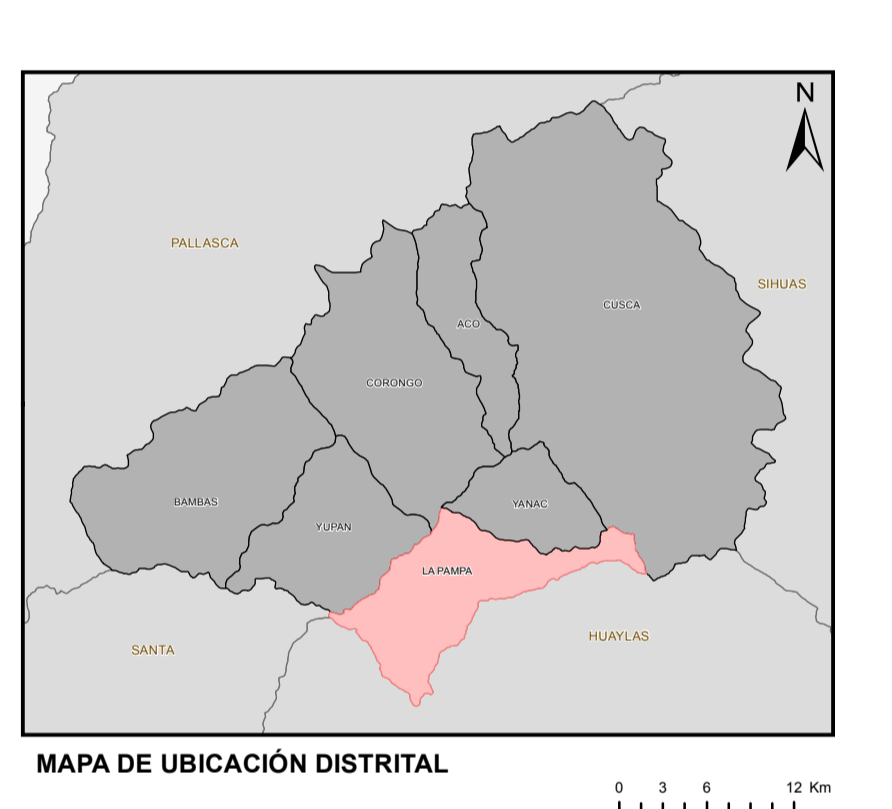 N
PALLASCA
SIHUAS
CUSCA
ACO
CORONGO
BAMBAS
YANAC
YUPAN
LA PAMPA
HUAYLAS
SANTA
MAPA DE UBICACIÓN DISTRITAL
0 3 6 12 Km